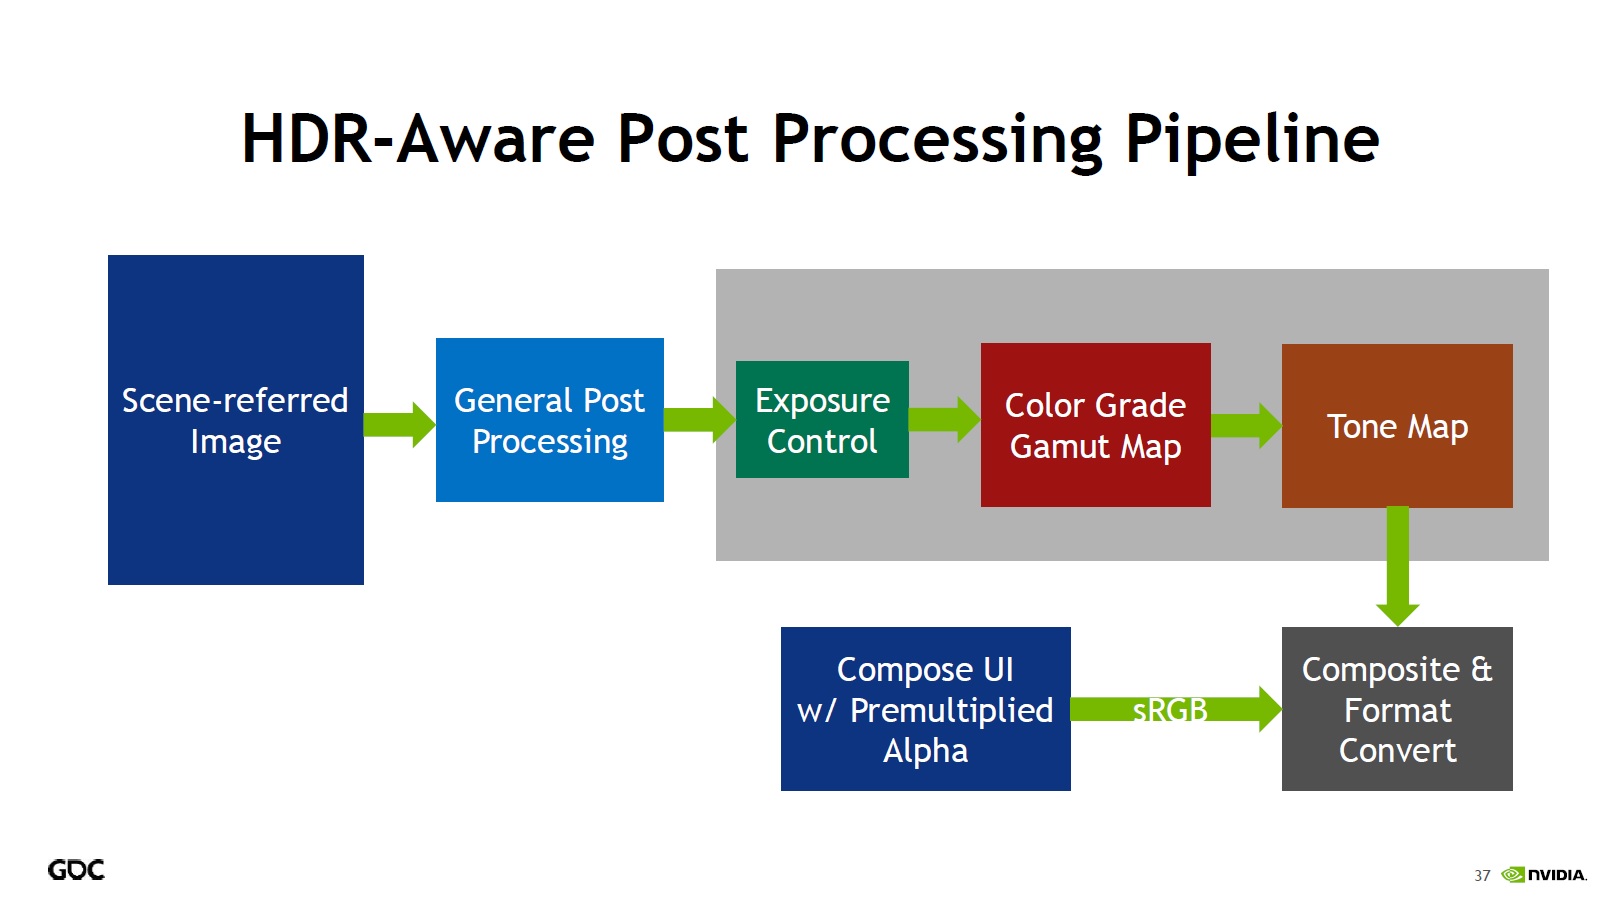 HDR-Aware Post Processing Pipeline
Scene-referred
Image
General Post
Processing
Exposure
Control
Color Grade
Gamut Map
Tone Map
Compose UI
w/ Premultiplied
Alpha
sRGB
Composite &
Format
Convert
GDC
37
NVIDIA.